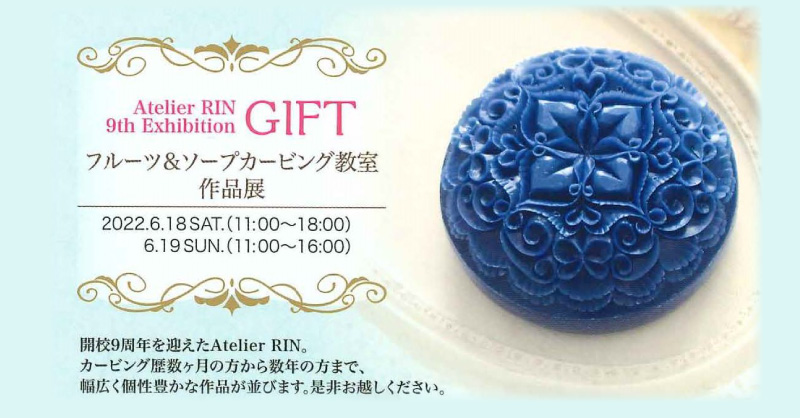 Atelier RIN
9th Exhibition GIFT
フルーツ&ソープカービング教室
作品展
2022.6.18 SAT.(11:00〜18:00)
6.19 SUN.(11:00〜16:00)
開校9周年を迎えたAtelier RIN。
カービング歴数ヶ月の方から数年の方まで、
幅広く個性豊かな作品が並びます。是非お越しください。